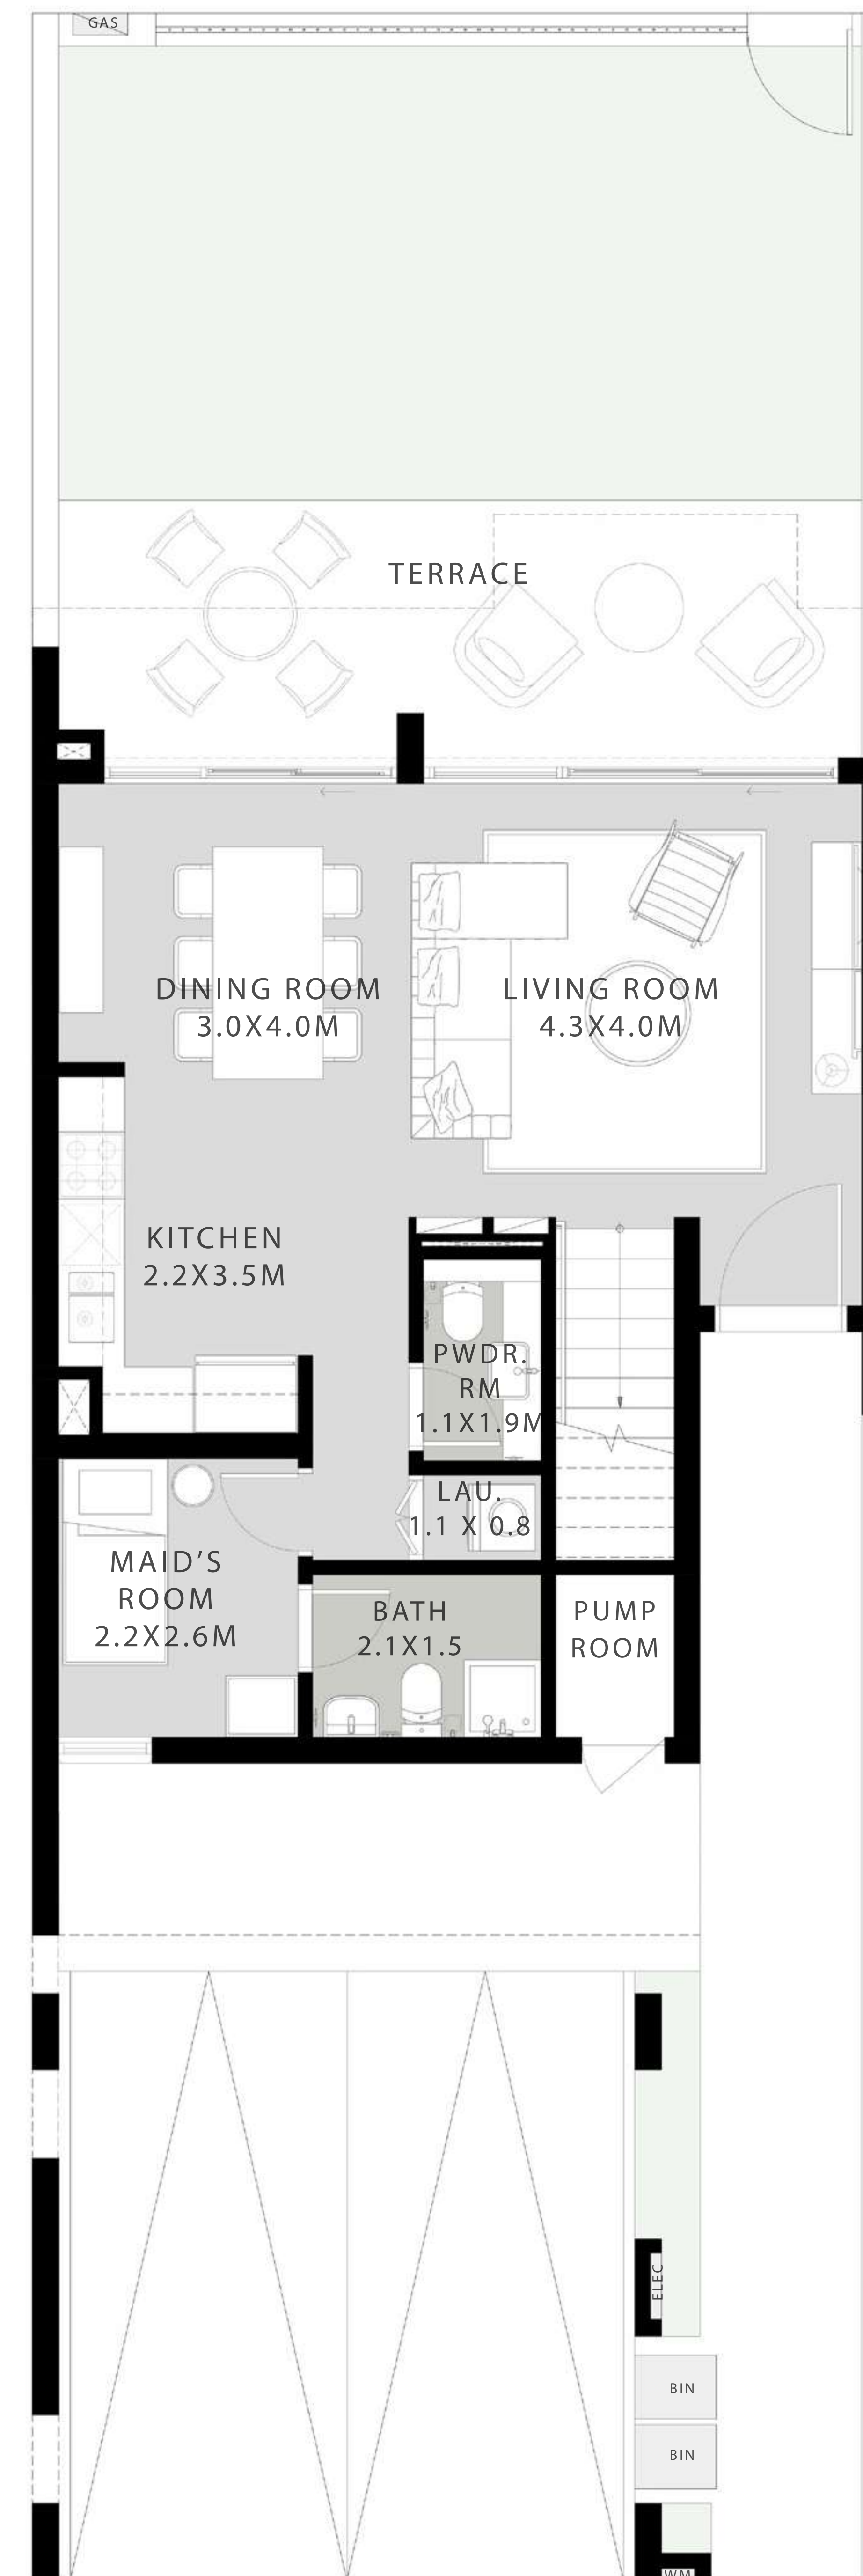 GAS
TERRACE
DINING ROOM
3.0X4.0M
LIVING ROOM
4.3X4.0M
KITCHEN
2.2X3.5M
PWDR.
RM
1.1X1.9M
LAU.
1.1 X 0.8
MAID'S
ROOM
2.2X2.6M
BATH
2.1X1.5
PUMP
ROOM
ELEC
BIN
BIN
WM